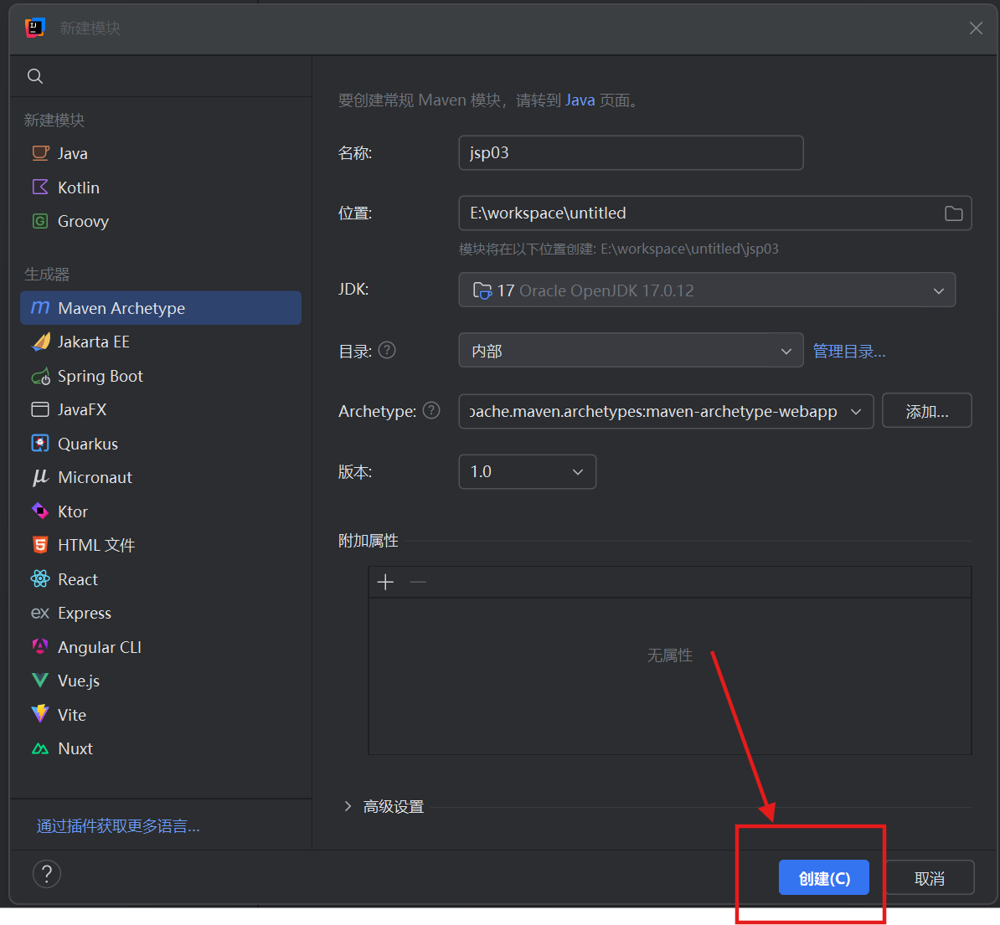 新建模块
新建模块
Java
Kotlin
Groovy
生成器
Maven Archetype
Jakarta EE
Spring Boot
JavaFX
Quarkus
Micronaut
Ktor
HTML 文件
React
ex Express
Angular CLI
Vue.js
Vite
Nuxt
通过插件获取更多语言...
要创建常规 Maven 模块，请转到 Java 页面。
名称: jsp03
位置: E:\workspace\untitled
模块将在以下位置创建: E:\workspace\untitled\jsp03
JDK: 17 Oracle OpenJDK 17.0.12
目录: ? 内部 管理目录...
Archetype: ? pache.maven.archetypes:maven-archetype-webapp 添加...
版本: 1.0
附加属性
无属性
高级设置
? 创建(C) 取消